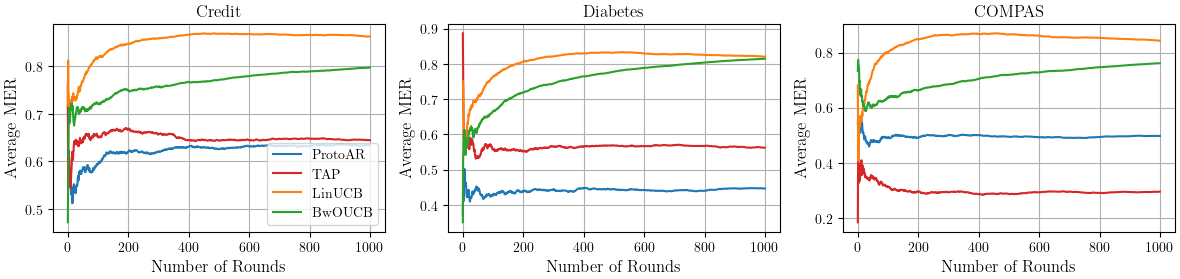 Credit
Average MER
0.8
0.7
0.6
0.5
0 200 400 600 800 1000
Number of Rounds
ProtoAR
TAP
LinUCB
BwOUCB
Diabetes
Average MER
0.9
0.8
0.7
0.6
0.5
0.4
0 200 400 600 800 1000
Number of Rounds
COMPAS
Average MER
0.8
0.6
0.4
0.2
0 200 400 600 800 1000
Number of Rounds